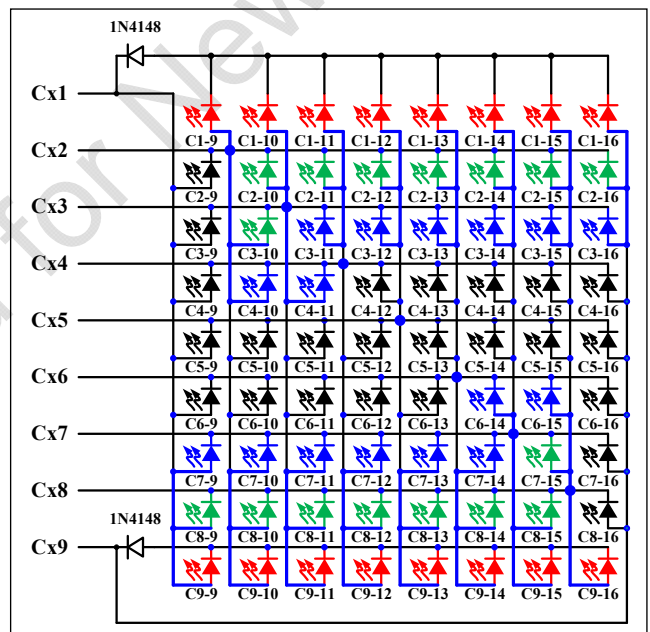 for New
1N4148
Cx1
C1-9 C1-10 C1-11 C1-12 C1-13 C1-14 C1-15 C1-16
Cx2
C2-9 C2-10 C2-11 C2-12 C2-13 C2-14 C2-15 C2-16
Cx3
C3-9 C3-10 C3-11 C3-12 C3-13 C3-14 C3-15 C3-16
Cx4
C4-9 C4-10 C4-11 C4-12 C4-13 C4-14 C4-15 C4-16
Cx5
C5-9 C5-10 C5-11 C5-12 C5-13 C5-14 C5-15 C5-16
Cx6
C6-9 C6-10 C6-11 C6-12 C6-13 C6-14 C6-15 C6-16
Cx7
C7-9 C7-10 C7-11 C7-12 C7-13 C7-14 C7-15 C7-16
Cx8
C8-9 C8-10 C8-11 C8-12 C8-13 C8-14 C8-15 C8-16
1N4148
Cx9
C9-9 C9-10 C9-11 C9-12 C9-13 C9-14 C9-15 C9-16